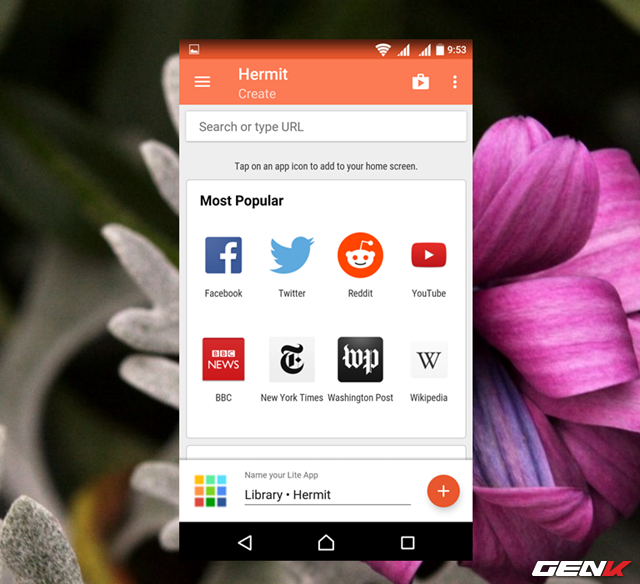 9:53
Hermit
Create
Search or type URL
Tap on an app icon to add to your home screen.
Most Popular
Facebook
Twitter
Reddit
YouTube
BBC
NEWS
T
wp
W
BBC
New York Times
Washington Post
Wikipedia
Name your Lite App
Library • Hermit
GENK